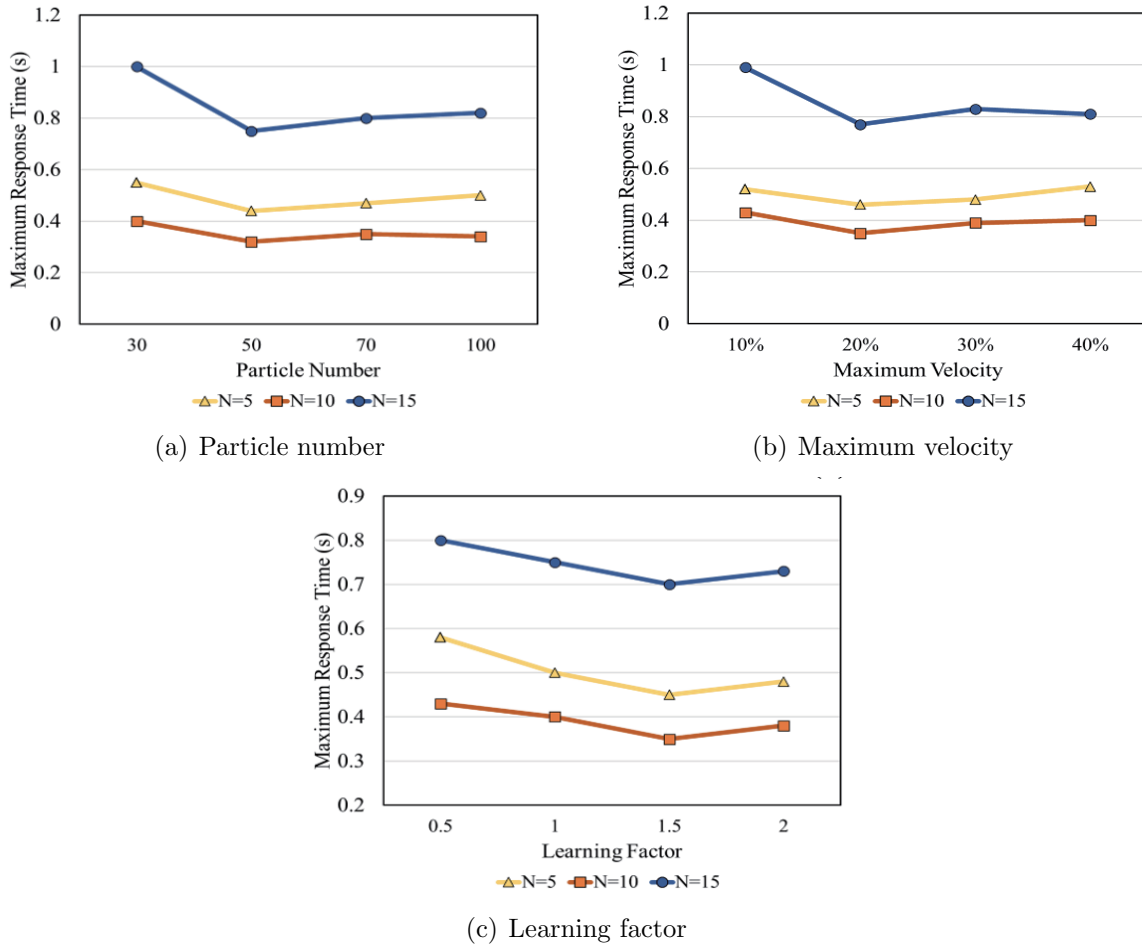 1.2
1
0.8
0.6
0.4
0.2
0
Maximum Response Time (s)
30 50 70 100
Particle Number
N=5 N=10 N=15
(a) Particle number
1.2
1
0.8
0.6
0.4
0.2
0
Maximum Response Time (s)
10% 20% 30% 40%
Maximum Velocity
N=5 N=10 N=15
(b) Maximum velocity
0.9
0.8
0.7
0.6
0.5
0.4
0.3
0.2
Maximum Response Time (s)
0.5 1 1.5 2
Learning Factor
N=5 N=10 N=15
(c) Learning factor